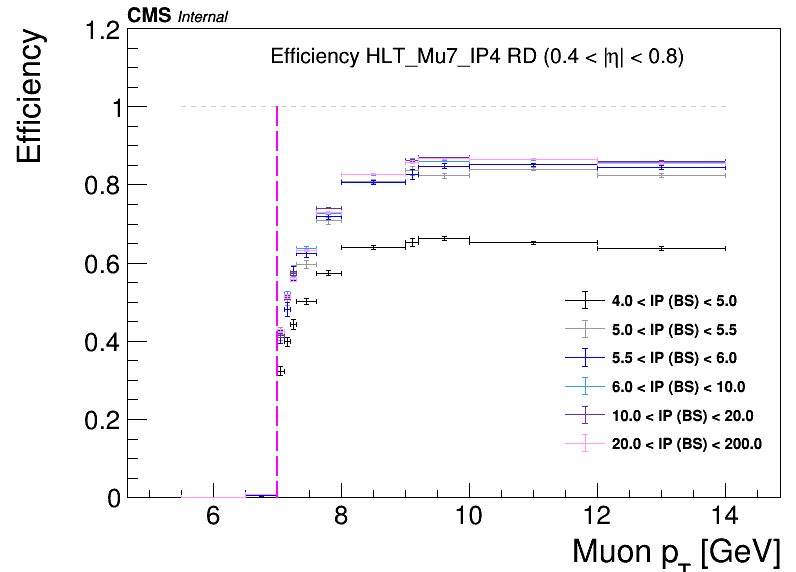 CMS Internal
Efficiency HLT_Mu7_IP4 RD (0.4 < |η| < 0.8)
Efficiency
1.2
1
0.8
0.6
0.4
0.2
0
4.0 < IP (BS) < 5.0
5.0 < IP (BS) < 5.5
5.5 < IP (BS) < 6.0
6.0 < IP (BS) < 10.0
10.0 < IP (BS) < 20.0
20.0 < IP (BS) < 200.0
6 8 10 12 14
Muon p_T [GeV]